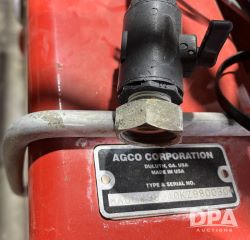 AGCO CORPORATION
DULUTH, GA. USA
MADE IN USA
TYPE & SERIAL NO.
DPA
AUCTIONS